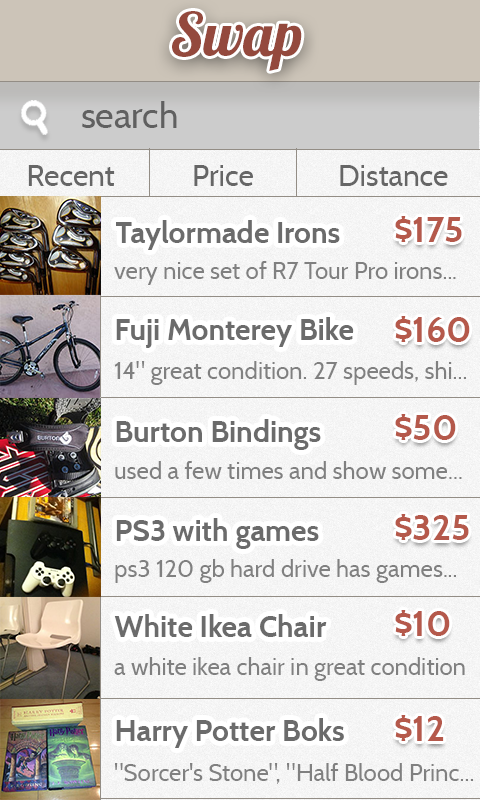 Swap
search
Recent Price Distance
Taylormade Irons $175
very nice set of R7 Tour Pro irons...
Fuji Monterey Bike $160
14" great condition. 27 speeds, shi...
BURTON
Burton Bindings $50
used a few times and show some...
PS3 with games $325
ps3 120 gb hard drive has games...
White Ikea Chair $10
a white ikea chair in great condition
Harry Potter Boks $12
"Sorcer's Stone", "Half Blood Princ...